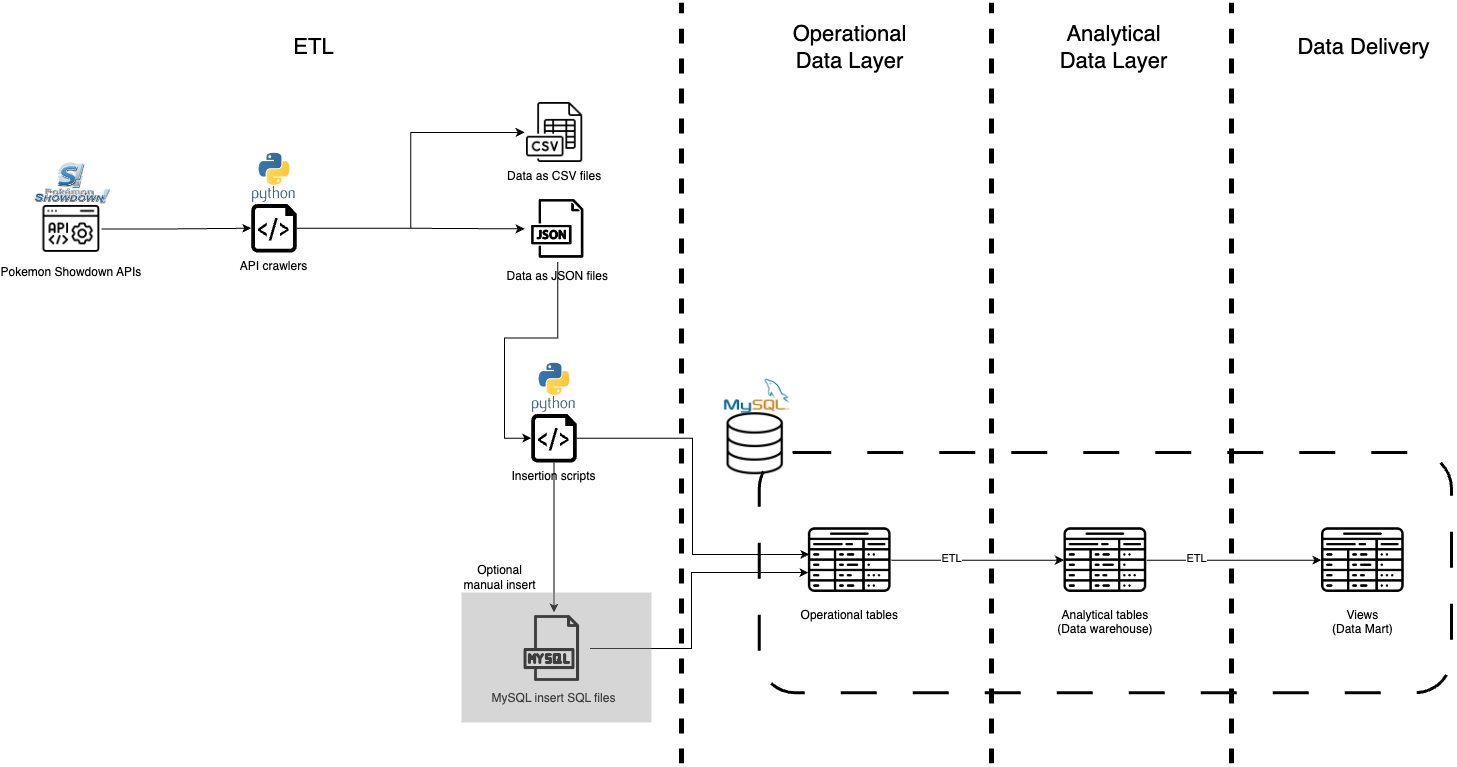 ETL
Operational
Data Layer
Analytical
Data Layer
Data Delivery
CSV
Data as CSV files
S
Pokémon
SHOWDOWN!
API
</>
Pokemon Showdown APIs
python
</>
API crawlers
JSON
Data as JSON files
python
</>
Insertion scripts
MySQL
Optional
manual insert
MYSQL
MySQL insert SQL files
Operational tables
ETL
Analytical tables
(Data warehouse)
ETL
Views
(Data Mart)